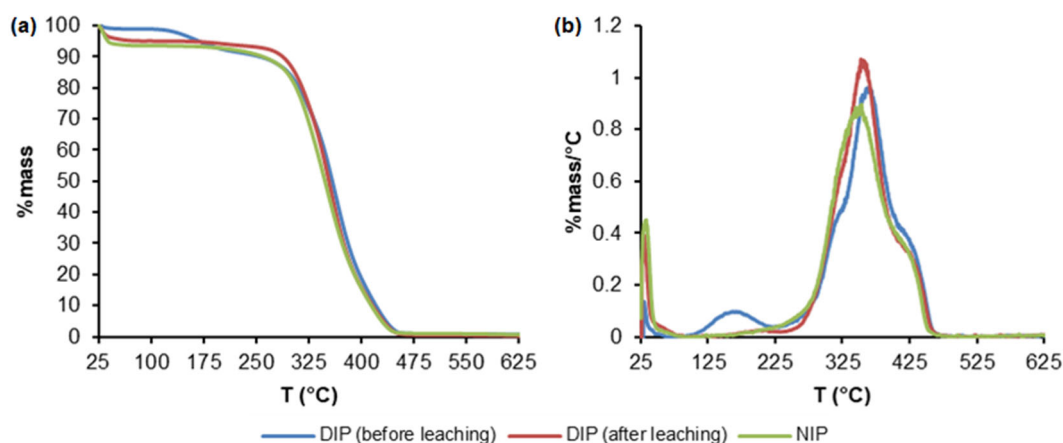 (a)
100
90
80
70
60
50
40
30
20
10
0
%mass
25 100 175 250 325 400 475 550 625
T (°C)
(b)
1.2
1
0.8
0.6
0.4
0.2
0
%mass/°C
25 125 225 325 425 525 625
T (°C)
DIP (before leaching) DIP (after leaching) NIP